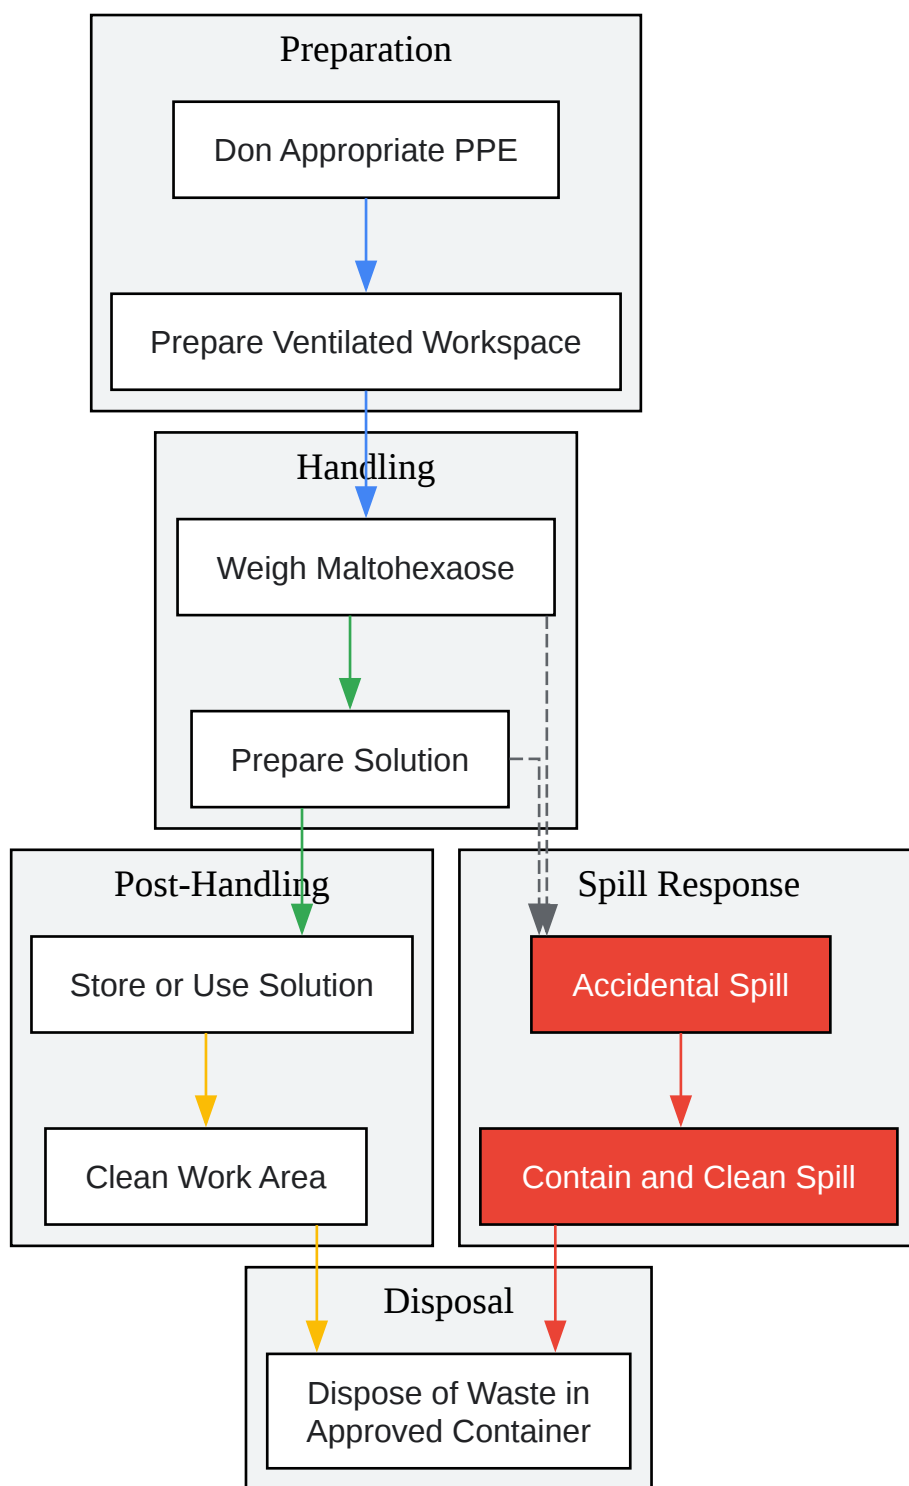 Preparation
Don Appropriate PPE
Prepare Ventilated Workspace
Handling
Weigh Maltohexaose
Prepare Solution
Post-Handling
Store or Use Solution
Clean Work Area
Spill Response
Accidental Spill
Contain and Clean Spill
Disposal
Dispose of Waste in
Approved Container